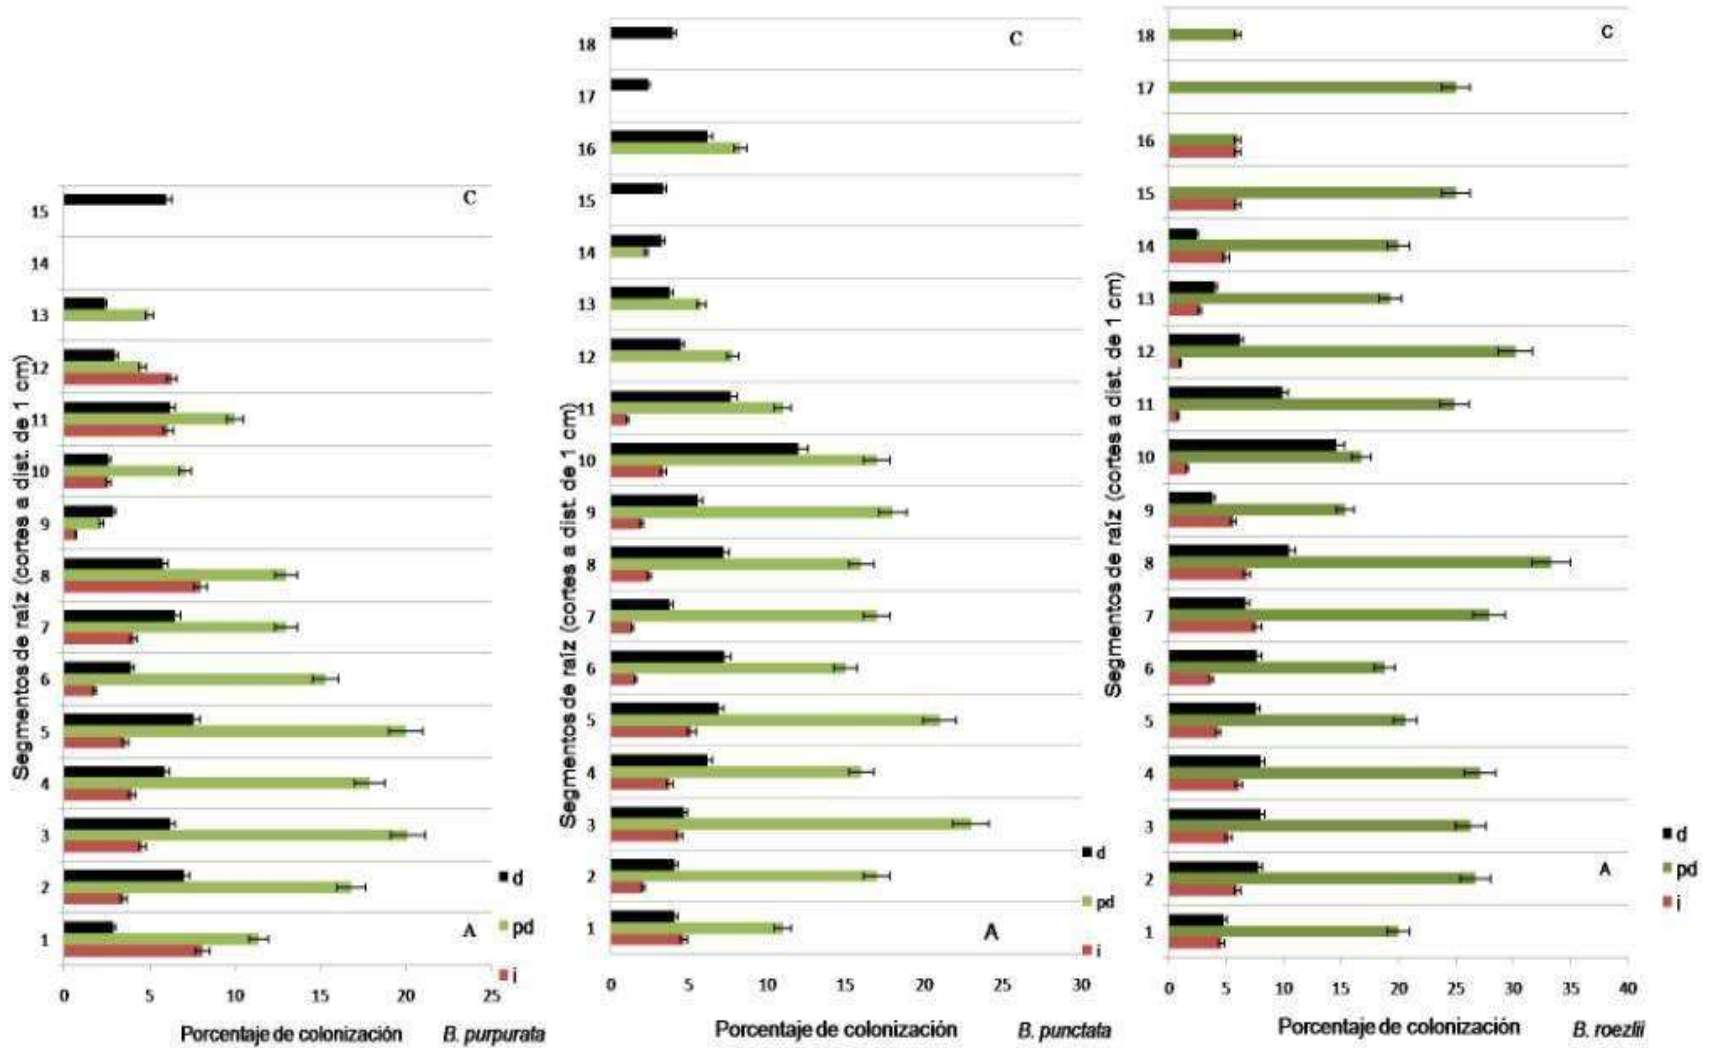 Segmentos de raíz (cortes a dist. de 1 cm)
15
14
13
12
11
10
9
8
7
6
5
4
3
2
1
C
A
d
pd
i
0 5 10 15 20 25
Porcentaje de colonización
B. purpurata
Segmentos de raíz (cortes a dist. de 1 cm)
18
17
16
15
14
13
12
11
10
9
8
7
6
5
4
3
2
1
C
A
d
pd
i
0 5 10 15 20 25 30
Porcentaje de colonización
B. punctata
Segmentos de raíz (cortes a dist. de 1 cm)
18
17
16
15
14
13
12
11
10
9
8
7
6
5
4
3
2
1
C
A
d
pd
i
0 5 10 15 20 25 30 35 40
Porcentaje de colonización
B. roezlii